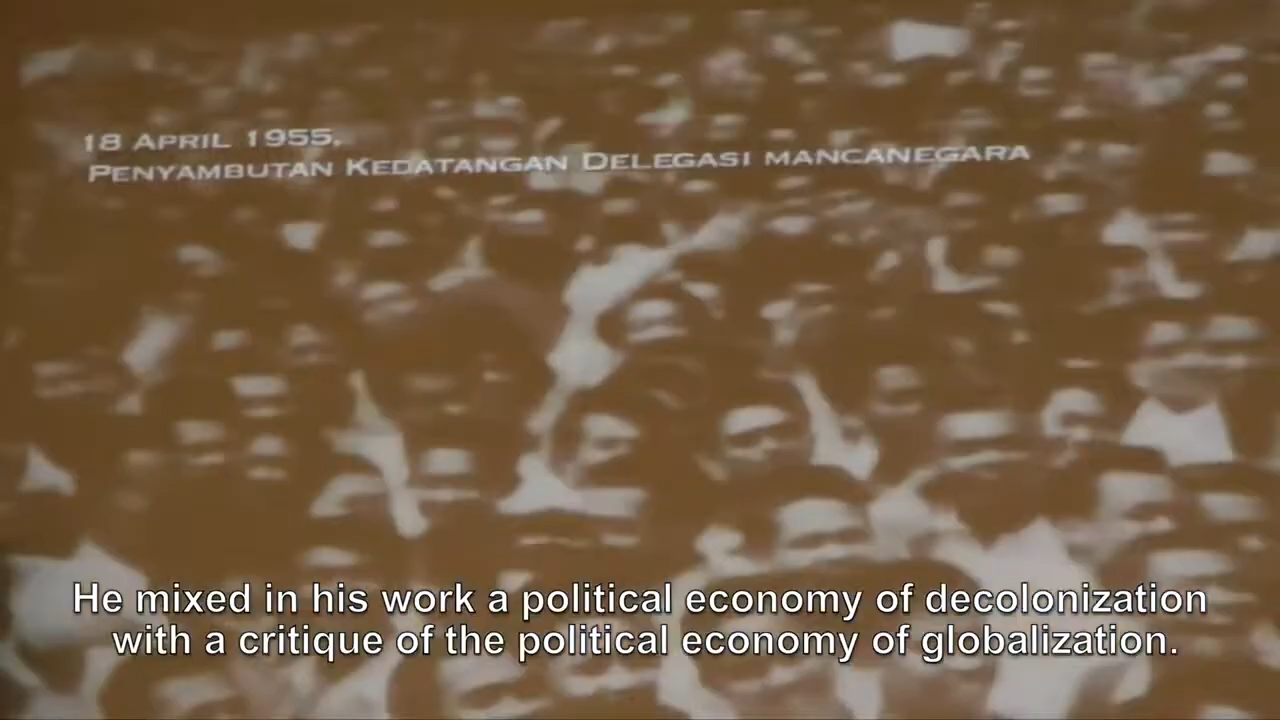 18 April 1955.
Penyambutan Kedatangan Delegasi mancanegara
He mixed in his work a political economy of decolonization
with a critique of the political economy of globalization.